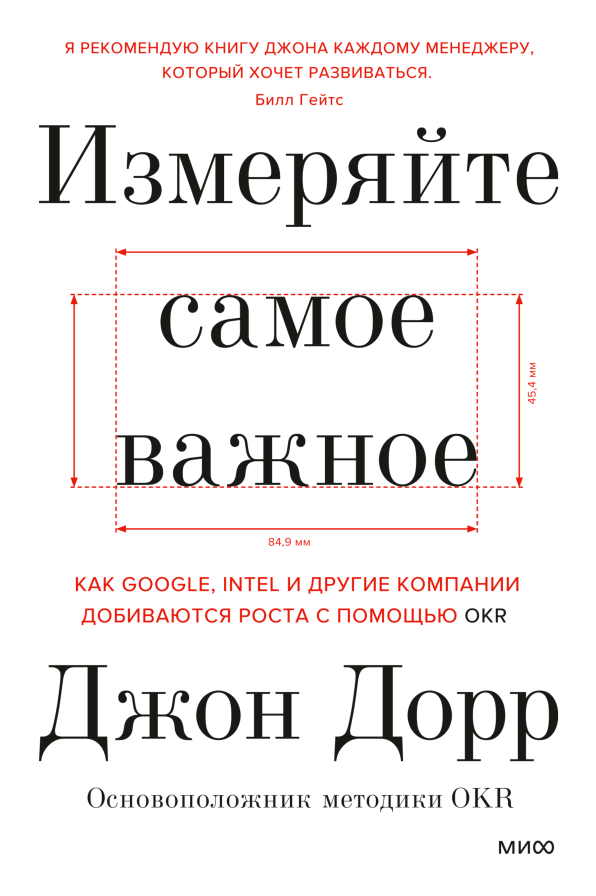 Я РЕКОМЕНДУЮ КНИГУ ДЖОНА КАЖДОМУ МЕНЕДЖЕРУ,
КОТОРЫЙ ХОЧЕТ РАЗВИВАТЬСЯ.
Билл Гейтс
Измеряйте
самое
45,4 мм
важное
84,9 мм
КАК GOOGLE, INTEL И ДРУГИЕ КОМПАНИИ
ДОБИВАЮТСЯ РОСТА С ПОМОЩЬЮ OKR
Джон Дорр
Основоположник методики OKR
МИФ